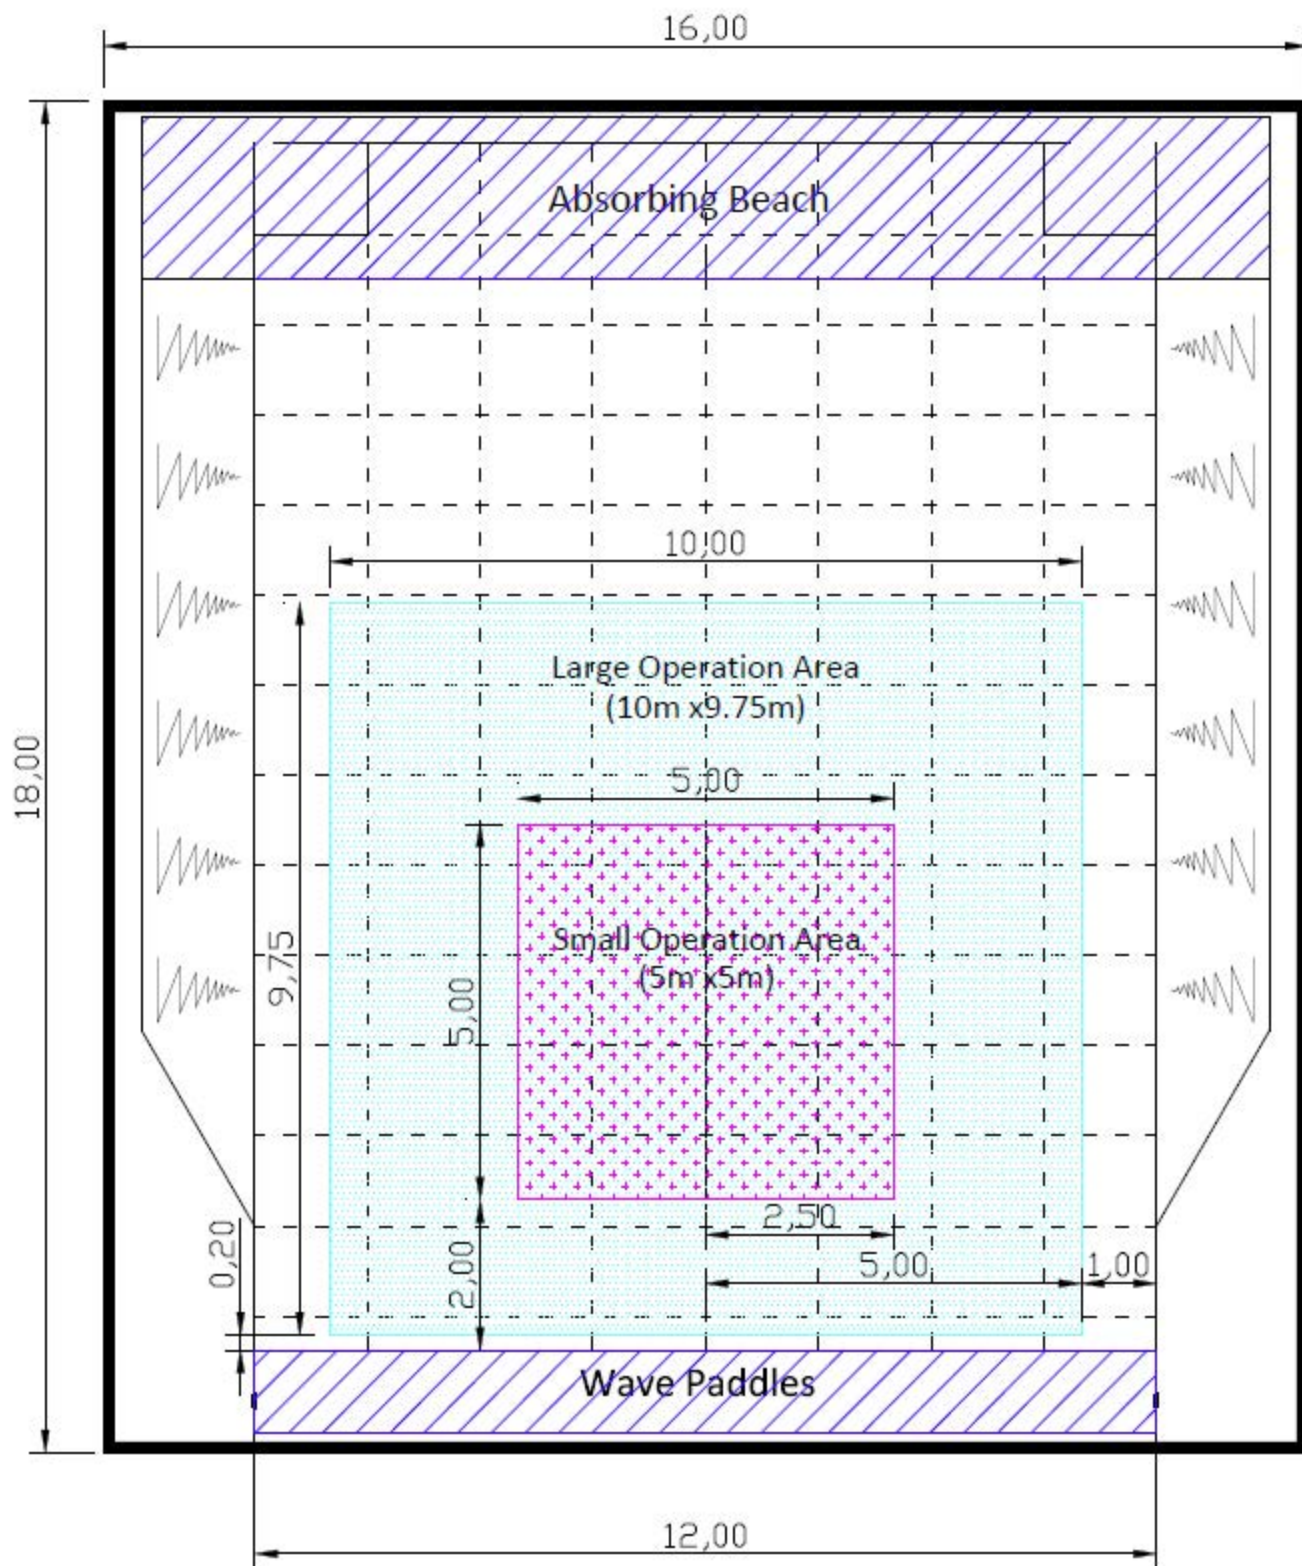 16,00
Absorbing Beach
10,00
Large Operation Area
(10m x9.75m)
18,00
5,00
9,75
Small Operation Area
(5m x5m)
5,00
2,50
0,20
2,00
5,00
1,00
Wave Paddles
12,00